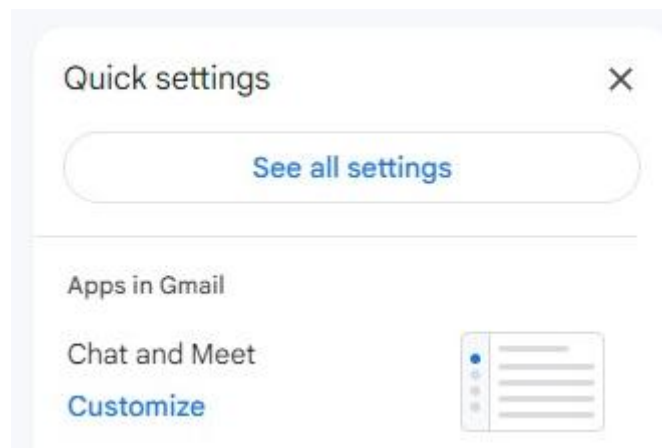 Quick settings
See all settings
Apps in Gmail
Chat and Meet
Customize